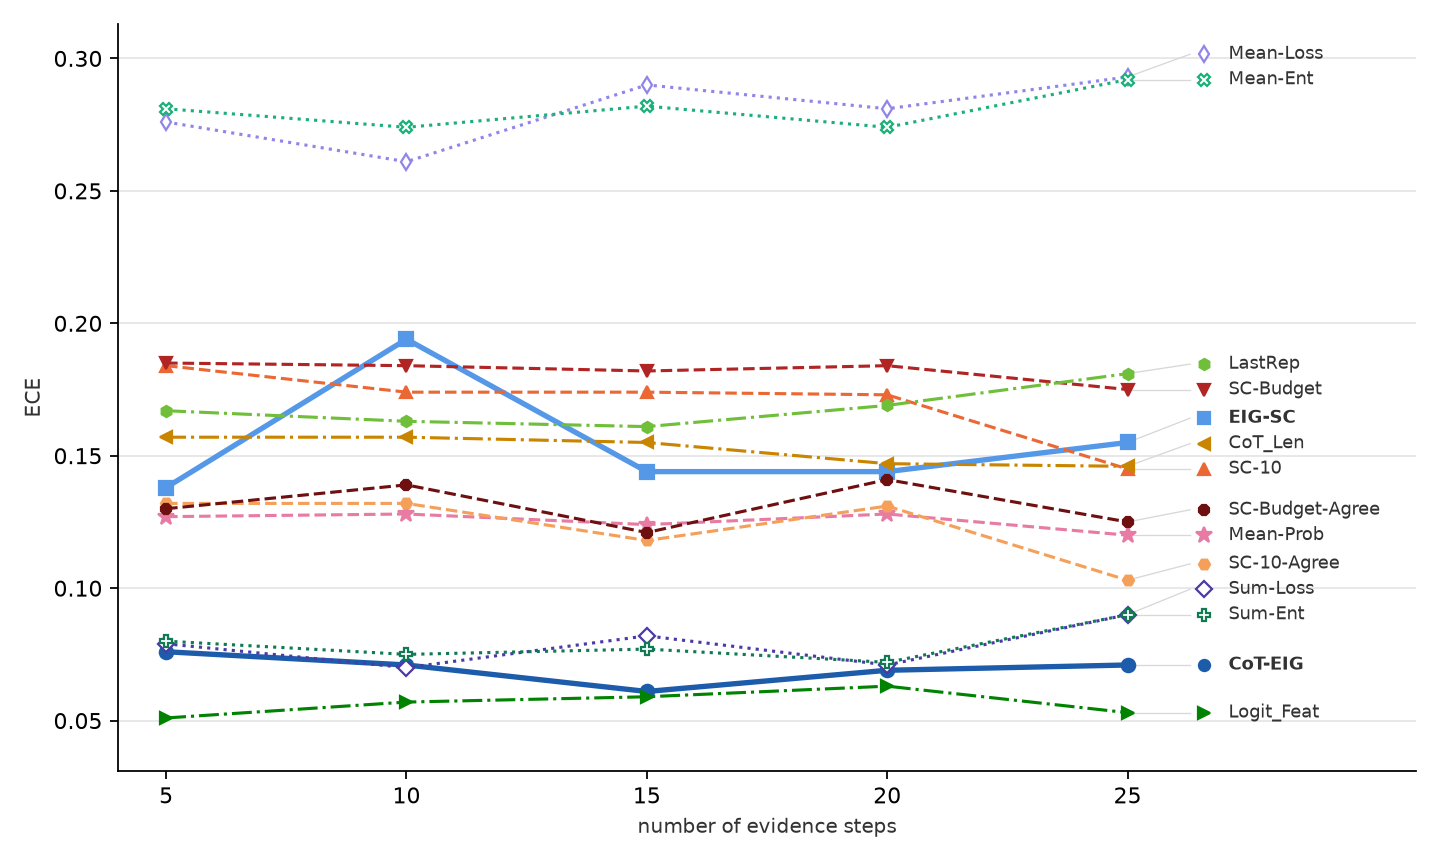 0.30
0.25
0.20
0.15
0.10
0.05
ECE
5
10
15
20
25
number of evidence steps
Mean-Loss
Mean-Ent
LastRep
SC-Budget
EIG-SC
CoT_Len
SC-10
SC-Budget-Agree
Mean-Prob
SC-10-Agree
Sum-Loss
Sum-Ent
CoT-EIG
Logit_Feat